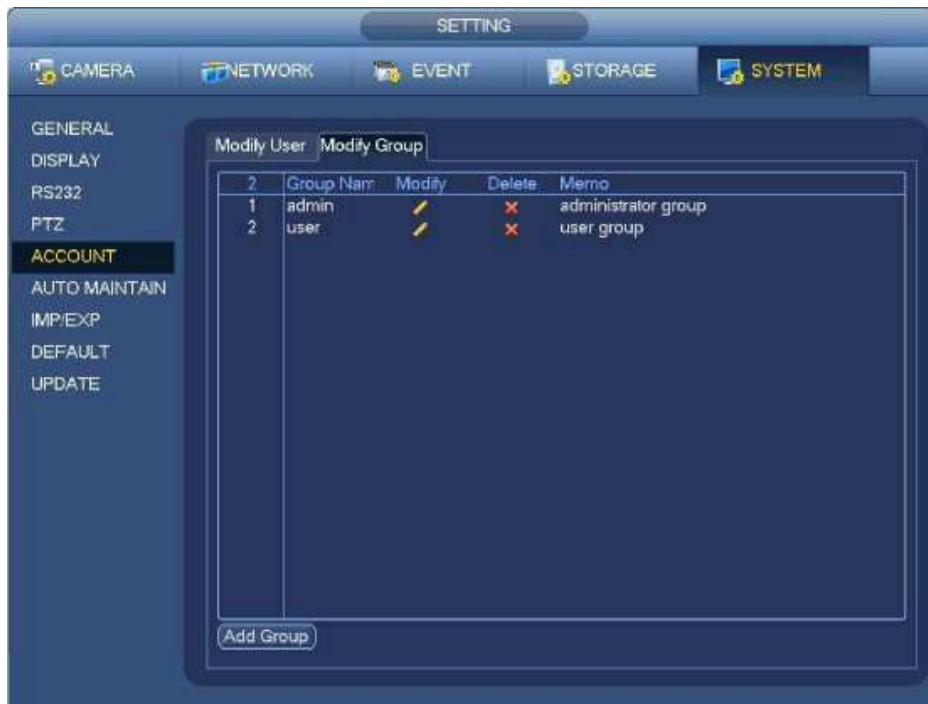 SETTING
CAMERA NETWORK EVENT STORAGE SYSTEM
GENERAL
DISPLAY
RS232
PTZ
ACCOUNT
AUTO MAINTAIN
IMP/EXP
DEFAULT
UPDATE
Modify User Modify Group
2 Group Nam Modify Delete Memo
1 admin administrator group
2 user user group
Add Group